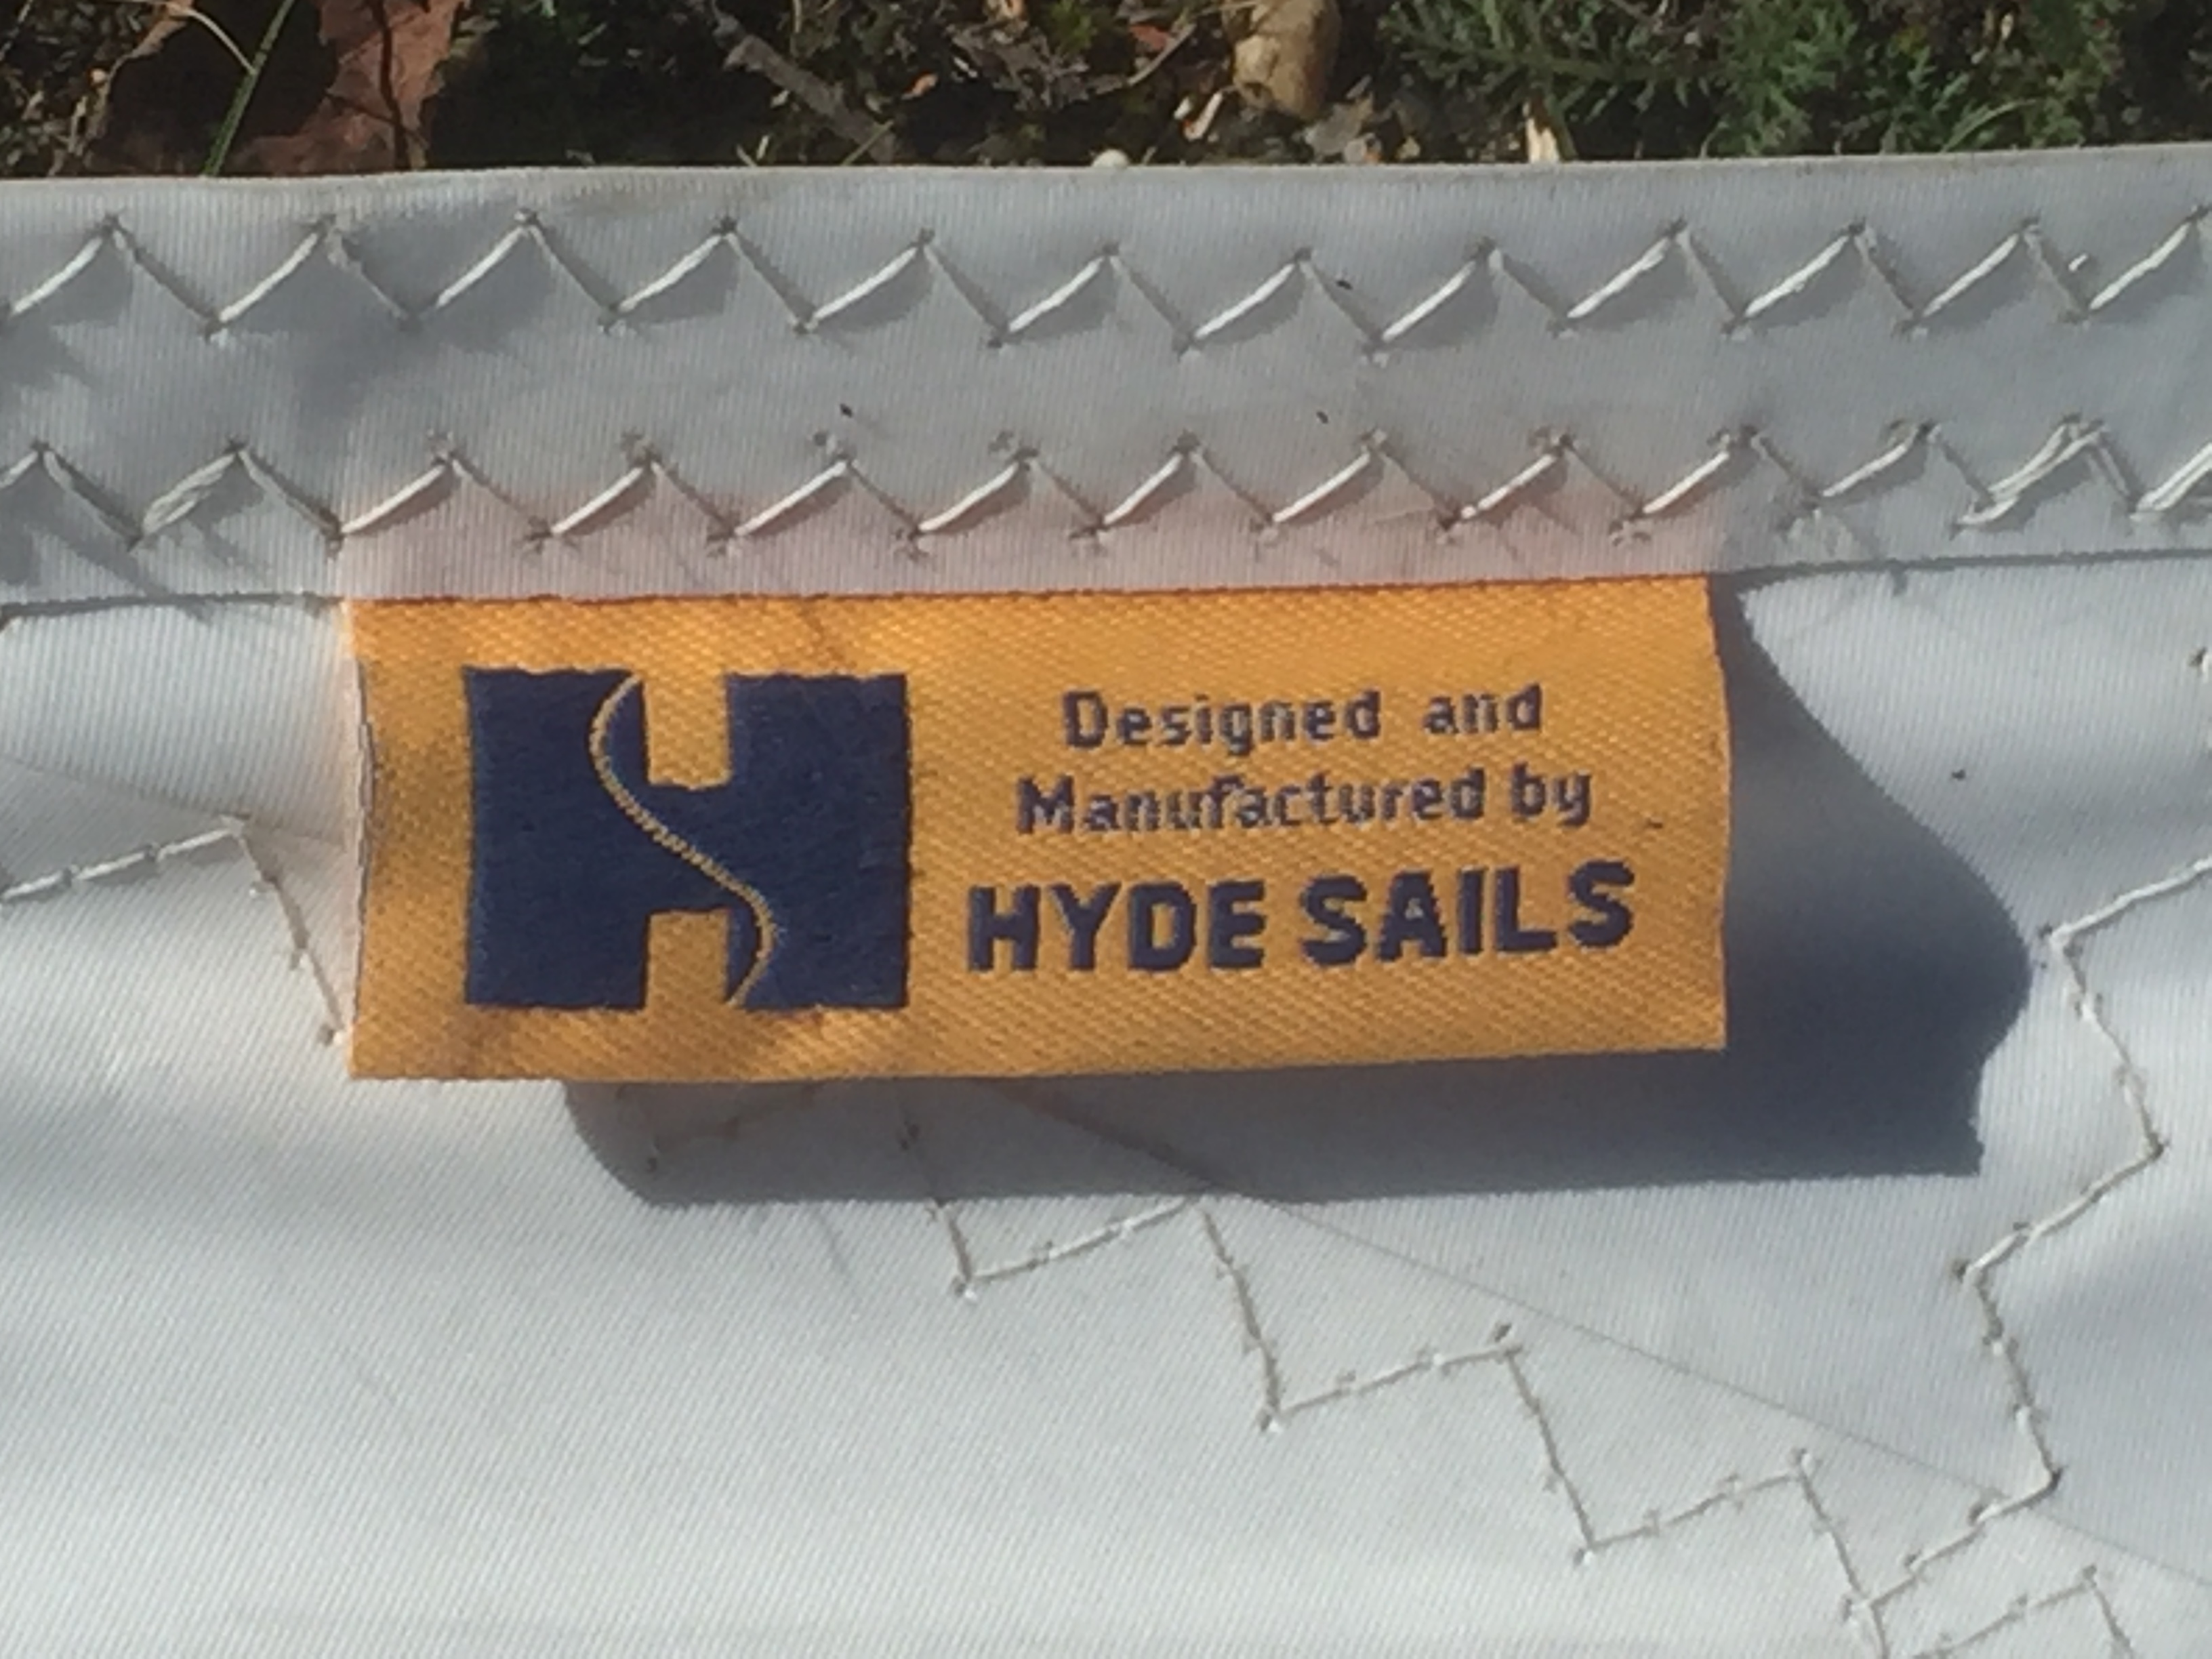 H
Designed and
Manufactured by
HYDE SAILS